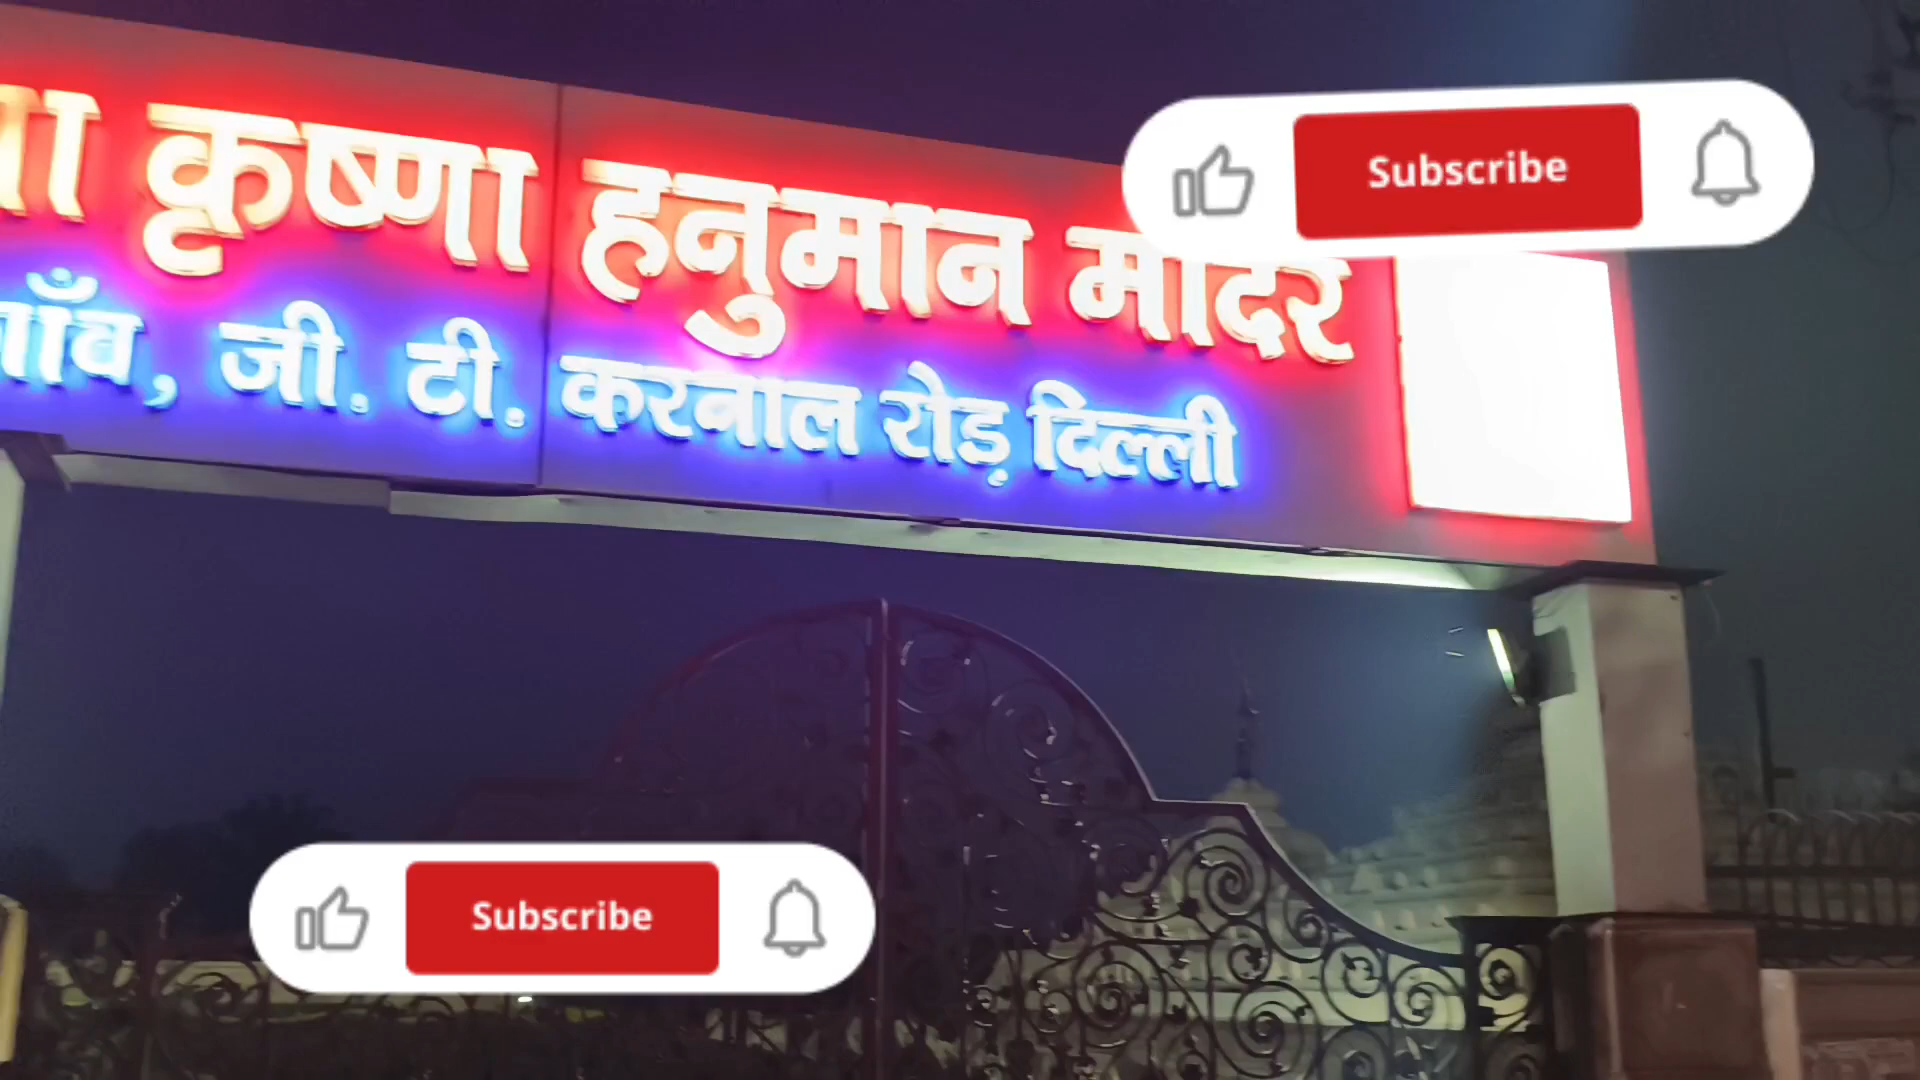 कृष्णा हनुमान मंदिर
गाँव, जी. टी. करनाल रोड़ दिल्ली
Subscribe
Subscribe